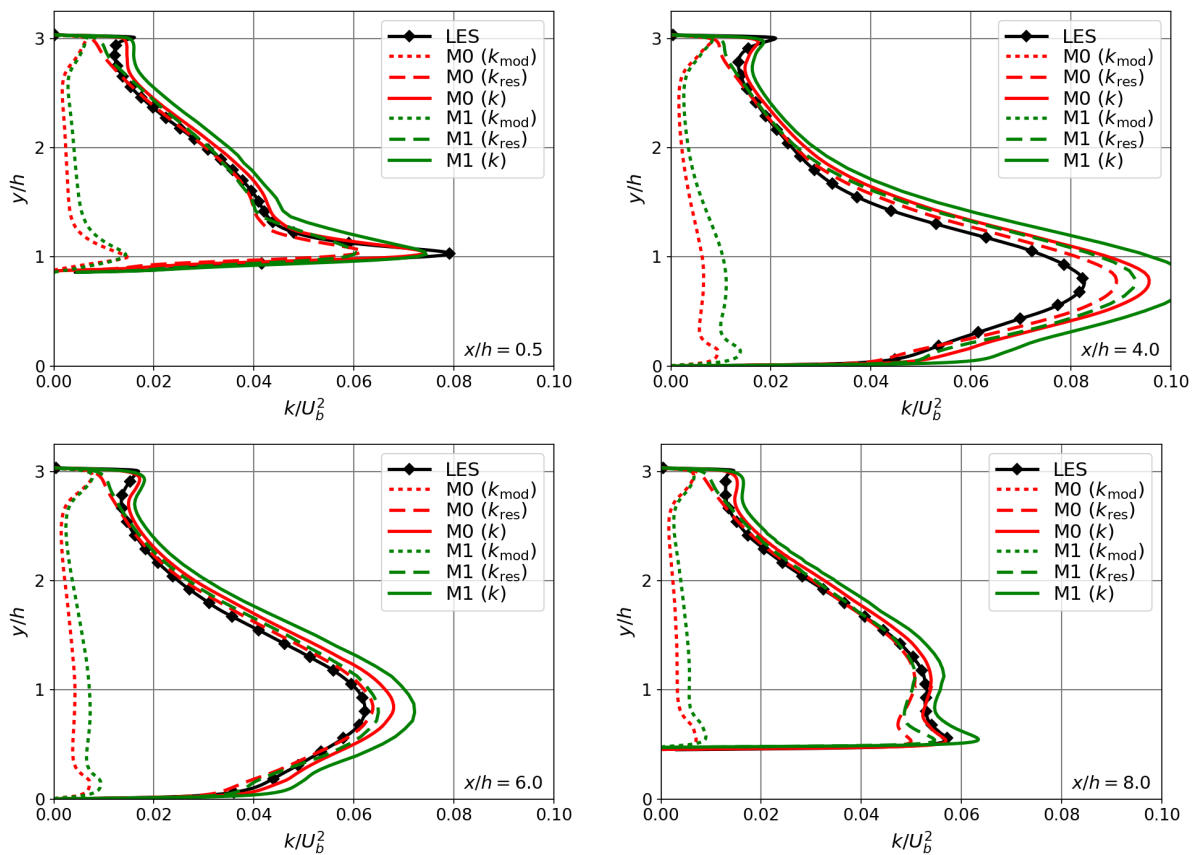 3
2
1
0
y/h
LES
M0 (k_mod)
M0 (k_res)
M0 (k)
M1 (k_mod)
M1 (k_res)
M1 (k)
x/h = 0.5
0.00 0.02 0.04 0.06 0.08 0.10
k/U_b^2
3
2
1
0
y/h
LES
M0 (k_mod)
M0 (k_res)
M0 (k)
M1 (k_mod)
M1 (k_res)
M1 (k)
x/h = 4.0
0.00 0.02 0.04 0.06 0.08 0.10
k/U_b^2
3
2
1
0
y/h
LES
M0 (k_mod)
M0 (k_res)
M0 (k)
M1 (k_mod)
M1 (k_res)
M1 (k)
x/h = 6.0
0.00 0.02 0.04 0.06 0.08 0.10
k/U_b^2
3
2
1
0
y/h
LES
M0 (k_mod)
M0 (k_res)
M0 (k)
M1 (k_mod)
M1 (k_res)
M1 (k)
x/h = 8.0
0.00 0.02 0.04 0.06 0.08 0.10
k/U_b^2